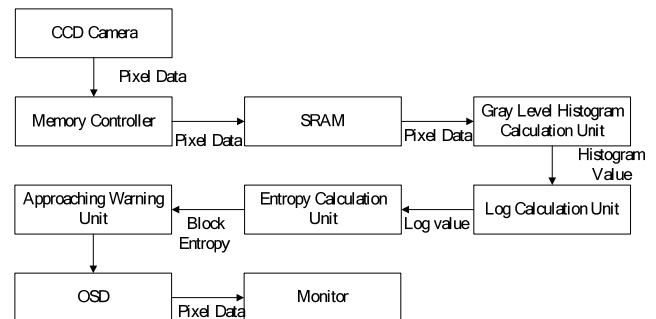 CCD Camera
Pixel Data
Memory Controller
Pixel Data
SRAM
Pixel Data
Gray Level Histogram
Calculation Unit
Histogram
Value
Approaching Warning
Unit
Block
Entropy
Entropy Calculation
Unit
Log value
Log Calculation Unit
OSD
Pixel Data
Monitor